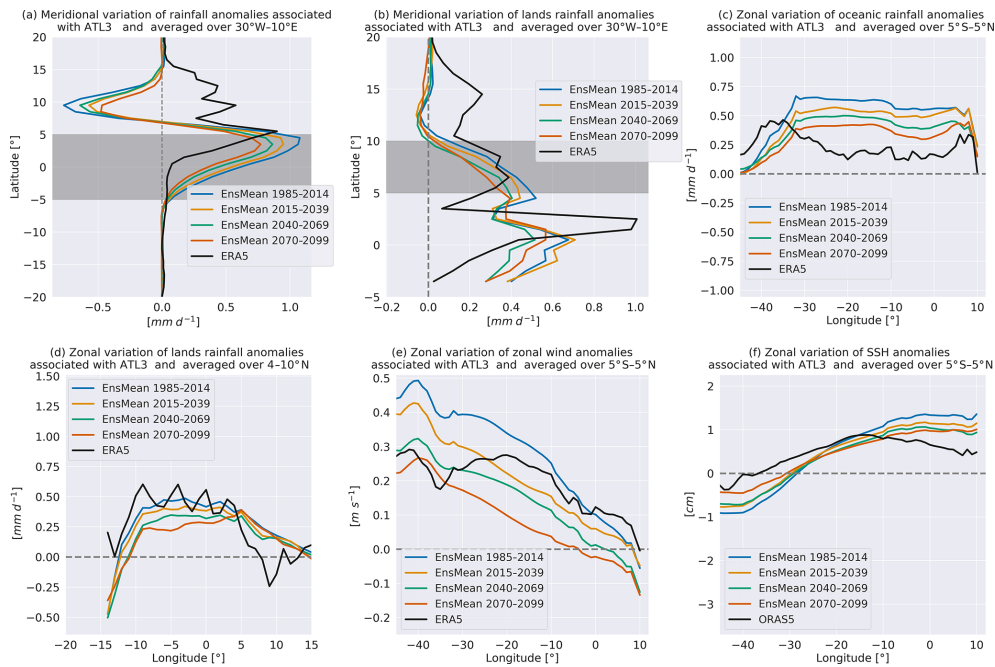 (a) Meridional variation of rainfall anomalies associated
with ATL3 and averaged over 30°W–10°E
20
15
10
5
0
−5
−10
−15
−20
Latitude [°]
EnsMean 1985-2014
EnsMean 2015-2039
EnsMean 2040-2069
EnsMean 2070-2099
ERA5
−0.5
0.0
0.5
1.0
[mm d⁻¹]
(b) Meridional variation of lands rainfall anomalies
associated with ATL3 and averaged over 30°W–10°E
20
15
10
5
0
−5
Latitude [°]
EnsMean 1985-2014
EnsMean 2015-2039
EnsMean 2040-2069
EnsMean 2070-2099
ERA5
−0.2
0.0
0.2
0.4
0.6
0.8
1.0
[mm d⁻¹]
(c) Zonal variation of oceanic rainfall anomalies
associated with ATL3 and averaged over 5°S–5°N
1.00
0.75
0.50
0.25
0.00
0.25
0.50
0.75
1.00
[mm d⁻¹]
EnsMean 1985-2014
EnsMean 2015-2039
EnsMean 2040-2069
EnsMean 2070-2099
ERA5
−40
−30
−20
−10
0
10
Longitude [°]
(d) Zonal variation of lands rainfall anomalies
associated with ATL3 and averaged over 4–10°N
1.50
1.25
1.00
0.75
0.50
0.25
0.00
−0.25
−0.50
[mm d⁻¹]
EnsMean 1985-2014
EnsMean 2015-2039
EnsMean 2040-2069
EnsMean 2070-2099
ERA5
−20
−15
−10
−5
0
5
10
15
Longitude [°]
(e) Zonal variation of zonal wind anomalies
associated with ATL3 and averaged over 5°S–5°N
0.5
0.4
0.3
0.2
0.1
0.0
−0.1
−0.2
[m s⁻¹]
EnsMean 1985-2014
EnsMean 2015-2039
EnsMean 2040-2069
EnsMean 2070-2099
ERA5
−40
−30
−20
−10
0
10
Longitude [°]
(f) Zonal variation of SSH anomalies
associated with ATL3 and averaged over 5°S–5°N
2
1
0
−1
−2
−3
[cm]
EnsMean 1985-2014
EnsMean 2015-2039
EnsMean 2040-2069
EnsMean 2070-2099
ORAS5
−40
−30
−20
−10
0
10
Longitude [°]